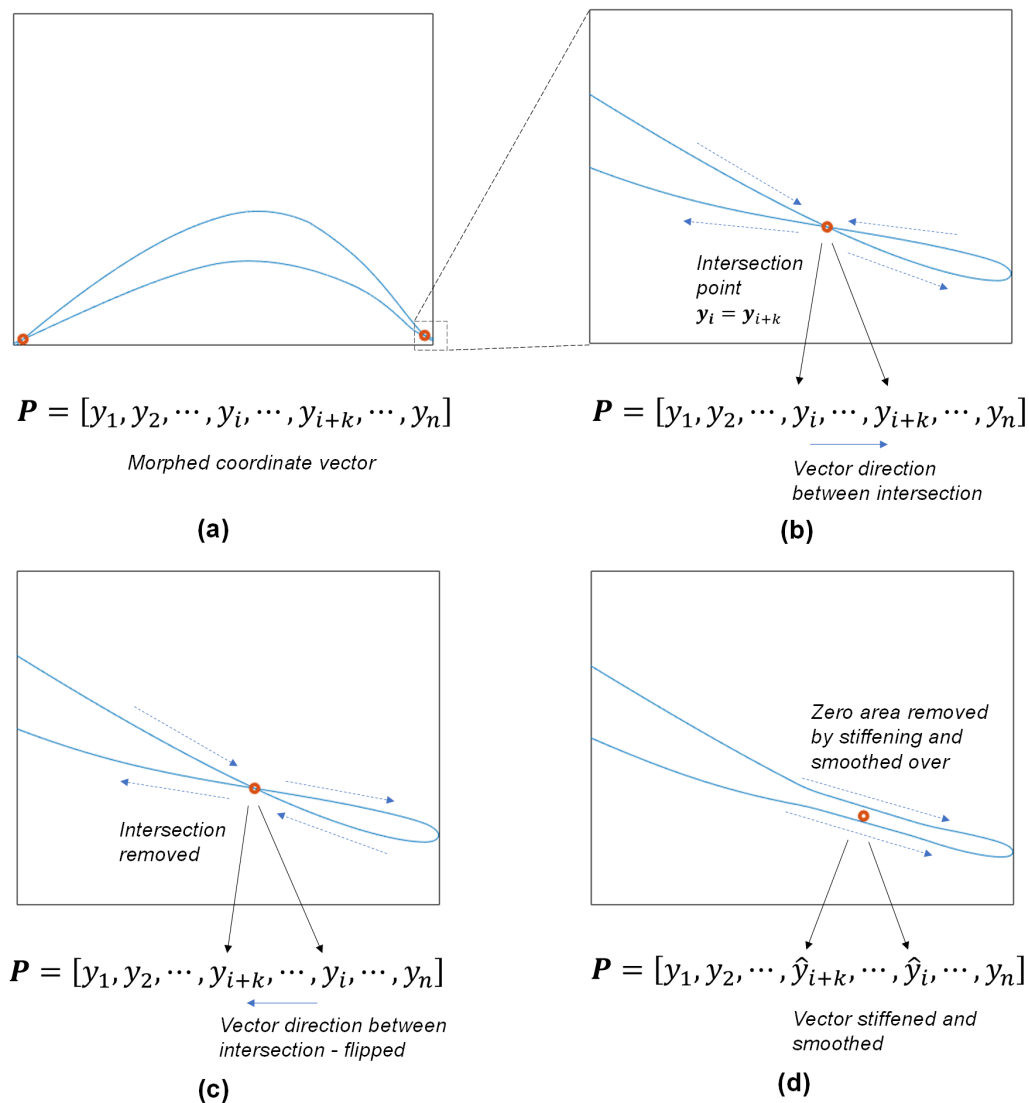 P = [y₁, y₂, ⋯, yᵢ, ⋯, yᵢ₊ₖ, ⋯, yₙ]
Morphed coordinate vector
(a)
Intersection
point
yᵢ = yᵢ₊ₖ
P = [y₁, y₂, ⋯, yᵢ, ⋯, yᵢ₊ₖ, ⋯, yₙ]
Vector direction
between intersection
(b)
Intersection
removed
P = [y₁, y₂, ⋯, yᵢ₊ₖ, ⋯, yᵢ, ⋯, yₙ]
Vector direction between
intersection - flipped
(c)
Zero area removed
by stiffening and
smoothed over
P = [y₁, y₂, ⋯, ŷᵢ₊ₖ, ⋯, ŷᵢ, ⋯, yₙ]
Vector stiffened and
smoothed
(d)